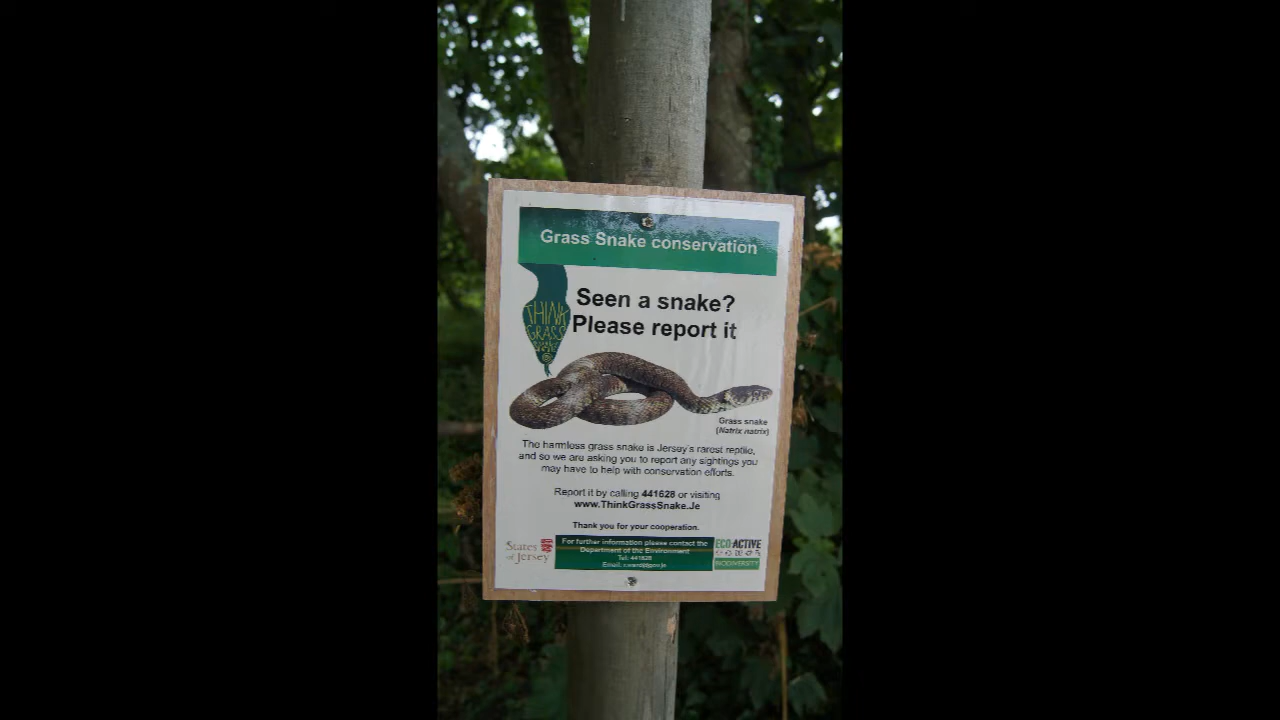 Grass Snake conservation
THINK
GRASS
SNAKE
Seen a snake?
Please report it
Grass snake
(Natrix natrix)
The harmless grass snake is Jersey's rarest reptile,
and so we are asking you to report any sightings you
may have to help with conservation efforts.
Report it by calling 441628 or visiting
www.ThinkGrassSnake.Je
Thank you for your cooperation.
States
of Jersey
For further information please contact the
Department of the Environment
Tel: 441628
Email:
ECO ACTIVE
BIODIVERSITY